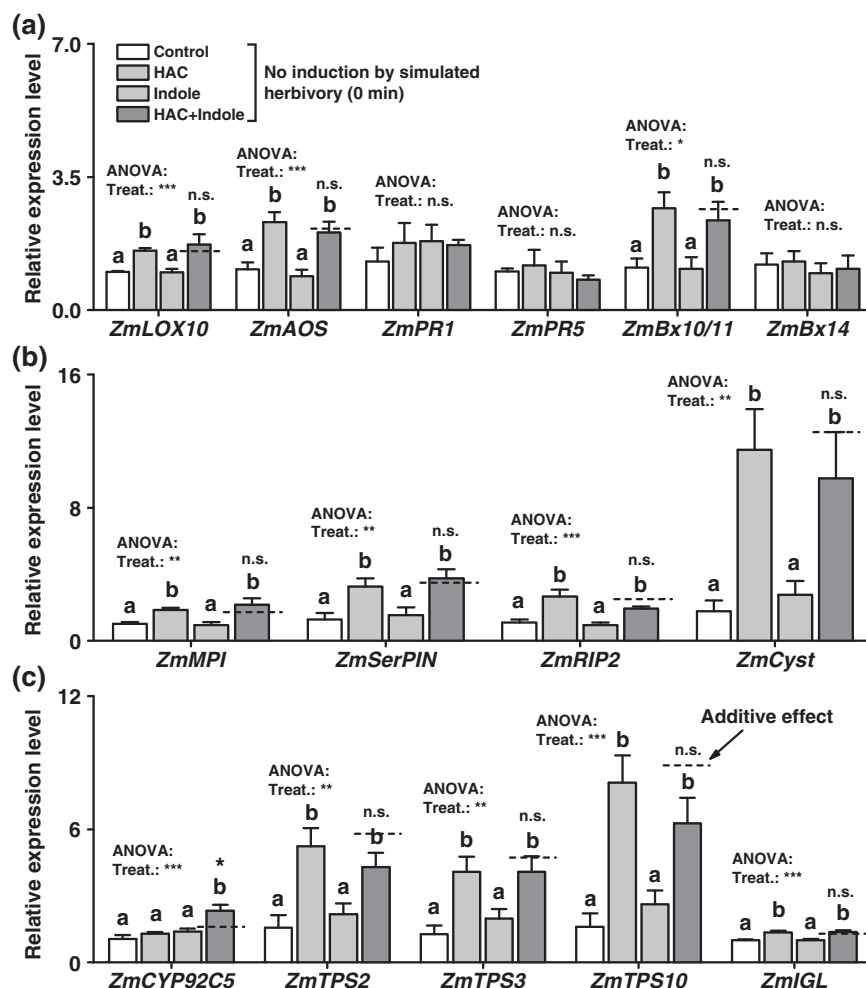 (a)
7.0
3.5
0.0
Relative expression level
Control
HAC
Indole
HAC+Indole
No induction by simulated
herbivory (0 min)
ANOVA:
Treat.: ***
a b a b
n.s.
ANOVA:
Treat.: ***
a b a b
n.s.
ANOVA:
Treat.: n.s.
ANOVA:
Treat.: n.s.
ANOVA:
Treat.: *
a b a b
n.s.
ANOVA:
Treat.: n.s.
ZmLOX10 ZmAOS ZmPR1 ZmPR5 ZmBx10/11 ZmBx14
(b)
16
8
0
Relative expression level
ANOVA:
Treat.: **
a b a b
n.s.
ANOVA:
Treat.: **
a b a b
n.s.
ANOVA:
Treat.: ***
a b a b
n.s.
ANOVA:
Treat.: **
a b a b
n.s.
ZmMPI ZmSerPIN ZmRIP2 ZmCyst
(c)
12
6
0
Relative expression level
ANOVA:
Treat.: ***
a a a b
*
ANOVA:
Treat.: **
a b a b
n.s.
ANOVA:
Treat.: **
a b a b
n.s.
ANOVA:
Treat.: ***
a b a b
n.s.
Additive effect
ANOVA:
Treat.: ***
a b a b
n.s.
ZmCYP92C5 ZmTPS2 ZmTPS3 ZmTPS10 ZmIGL